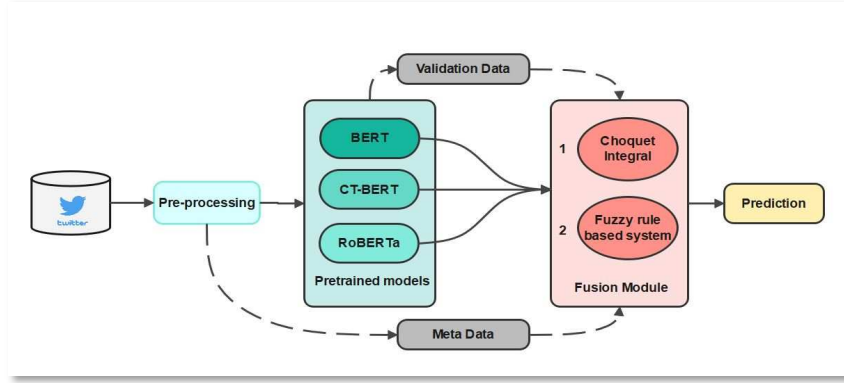 Validation Data
BERT
CT-BERT
RoBERTa
Pretrained models
1
Choquet
Integral
2
Fuzzy rule
based system
Fusion Module
twitter
Pre-processing
Prediction
Meta Data